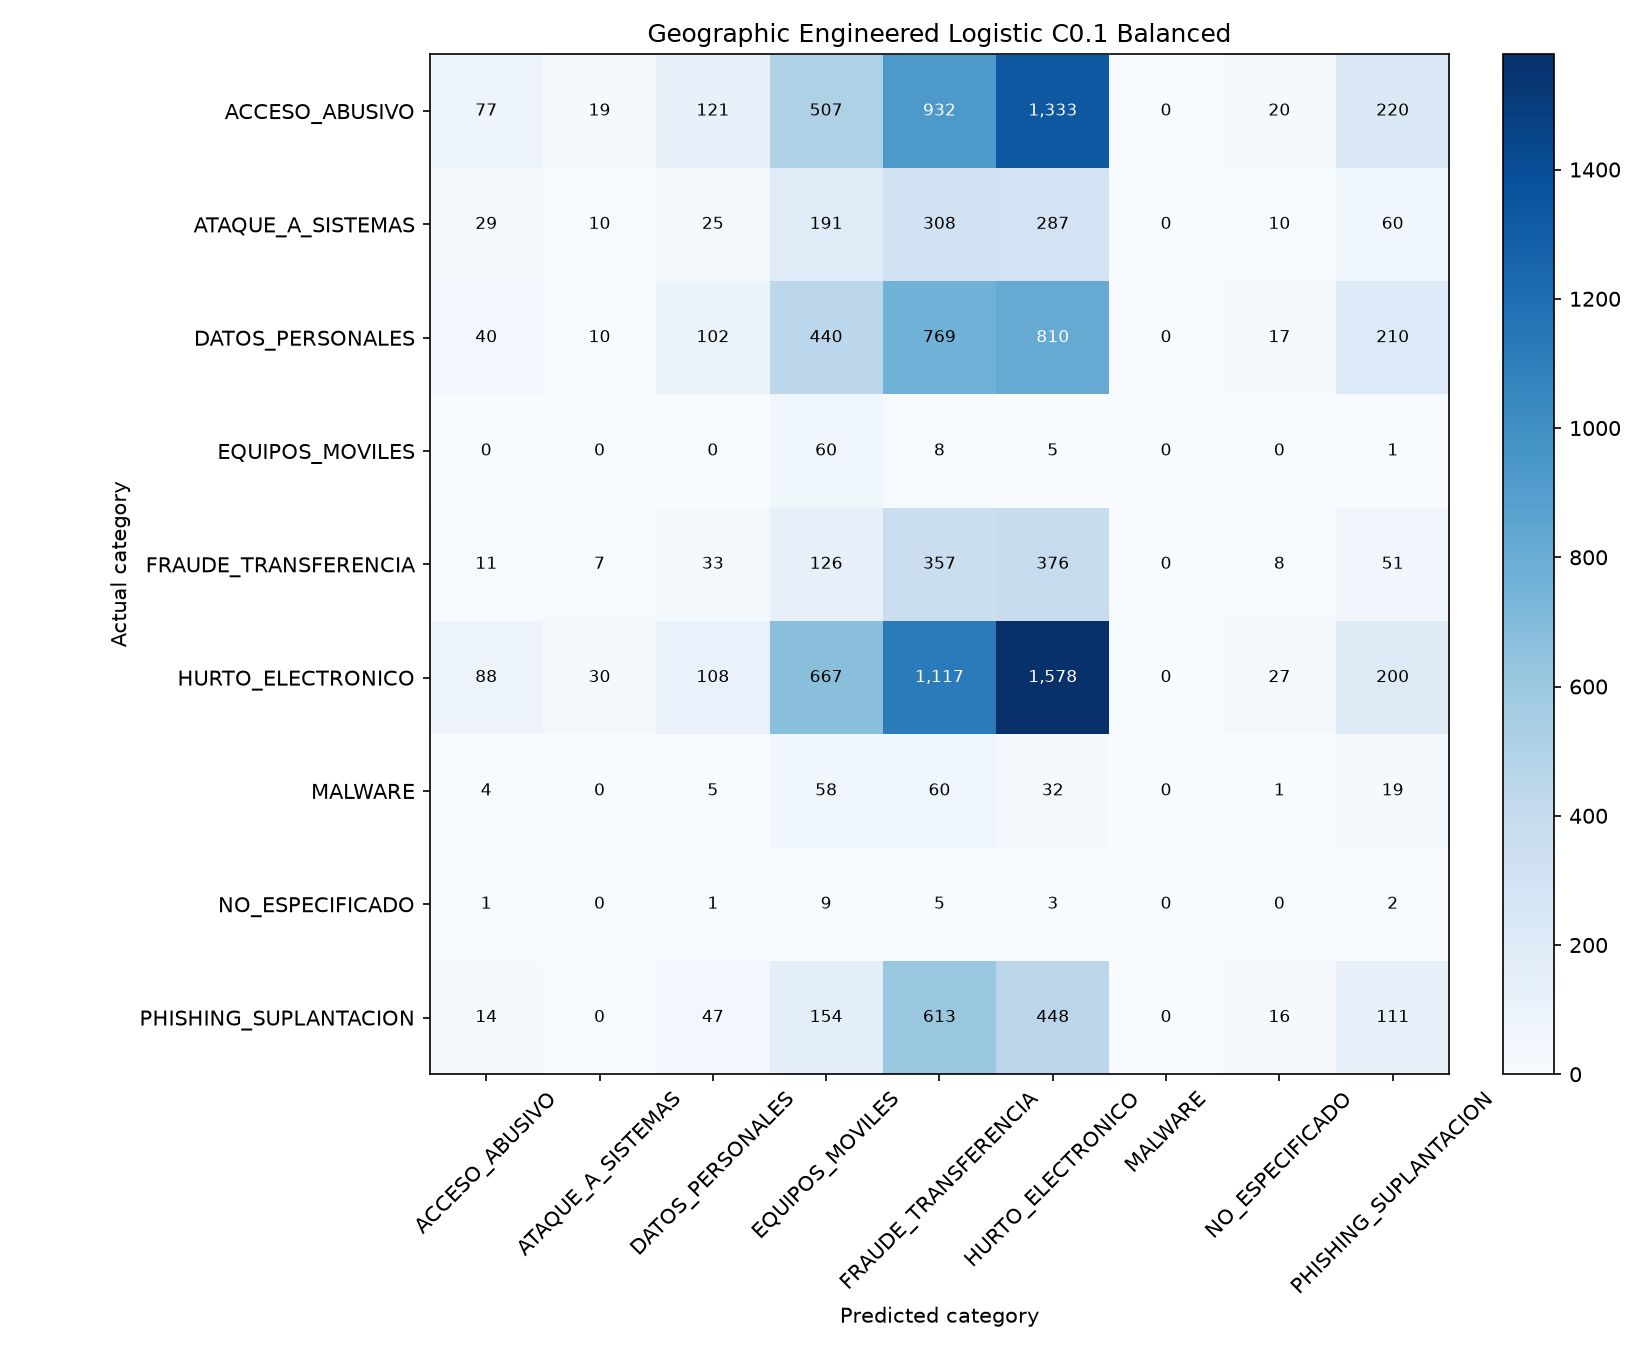 Geographic Engineered Logistic C0.1 Balanced
ACCESO_ABUSIVO 77 19 121 507 932 1,333 0 20 220
ATAQUE_A_SISTEMAS 29 10 25 191 308 287 0 10 60
DATOS_PERSONALES 40 10 102 440 769 810 0 17 210
EQUIPOS_MOVILES 0 0 0 60 8 5 0 0 1
FRAUDE_TRANSFERENCIA 11 7 33 126 357 376 0 8 51
HURTO_ELECTRONICO 88 30 108 667 1,117 1,578 0 27 200
MALWARE 4 0 5 58 60 32 0 1 19
NO_ESPECIFICADO 1 0 1 9 5 3 0 0 2
PHISHING_SUPLANTACION 14 0 47 154 613 448 0 16 111
Actual category
ACCESO_ABUSIVO
ATAQUE_A_SISTEMAS
DATOS_PERSONALES
EQUIPOS_MOVILES
FRAUDE_TRANSFERENCIA
HURTO_ELECTRONICO
MALWARE
NO_ESPECIFICADO
PHISHING_SUPLANTACION
Predicted category
1400
1200
1000
800
600
400
200
0